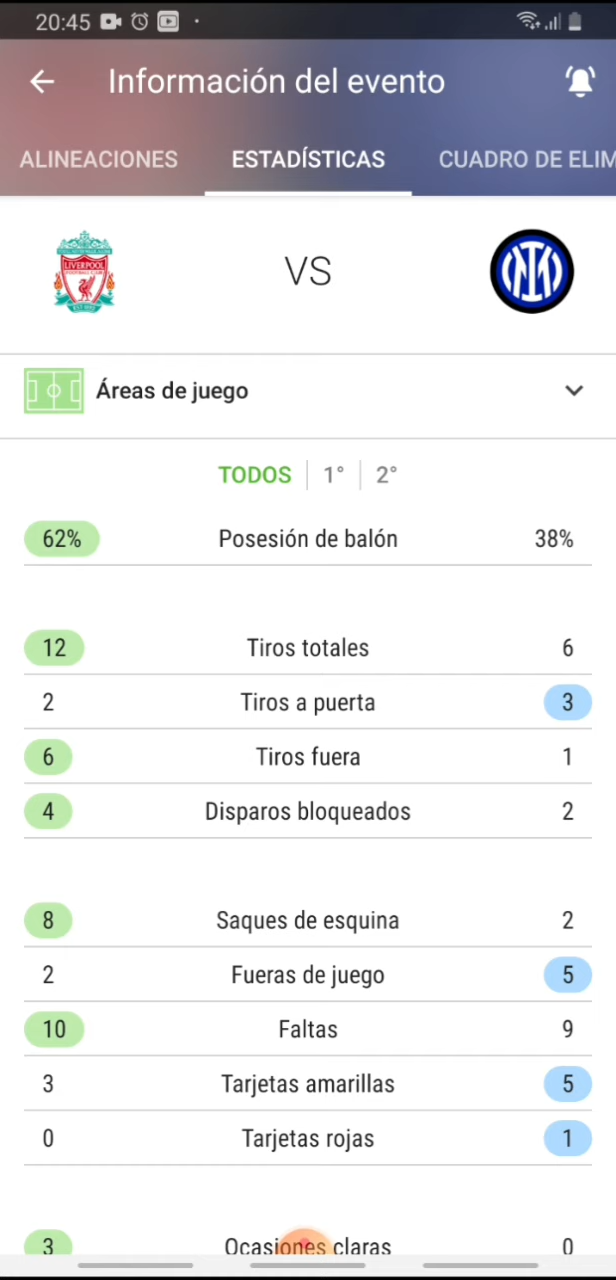 20:45
Información del evento
ALINEACIONES ESTADÍSTICAS CUADRO DE ELIM
LIVERPOOL VS
Áreas de juego
TODOS 1° 2°
62% Posesión de balón 38%
12 Tiros totales 6
2 Tiros a puerta 3
6 Tiros fuera 1
4 Disparos bloqueados 2
8 Saques de esquina 2
2 Fueras de juego 5
10 Faltas 9
3 Tarjetas amarillas 5
0 Tarjetas rojas 1
3 Ocasiones claras 0